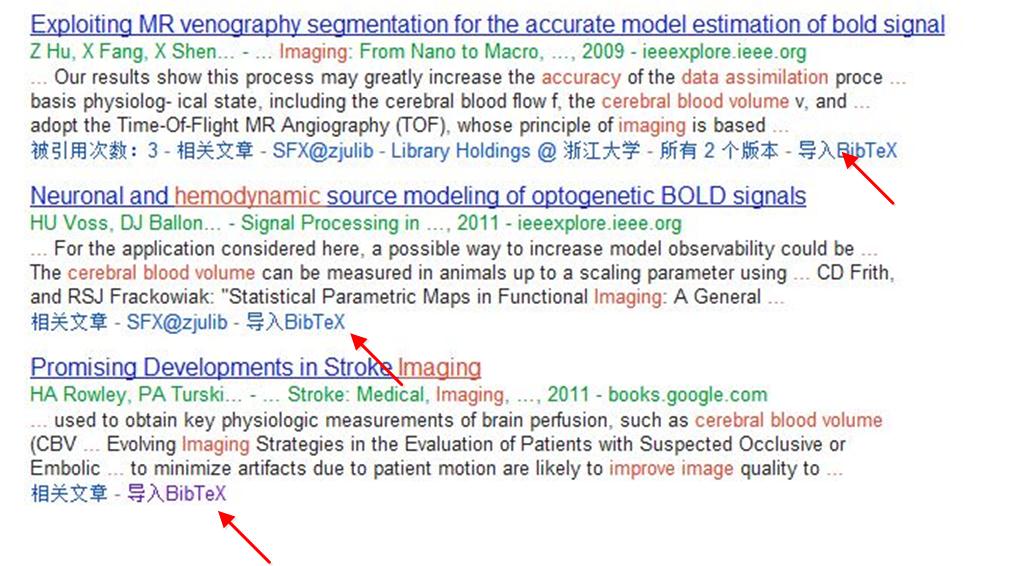 Exploiting MR venography segmentation for the accurate model estimation of bold signal
Z Hu, X Fang, X Shen... - ... Imaging: From Nano to Macro, ..., 2009 - ieeexplore.ieee.org
... Our results show this process may greatly increase the accuracy of the data assimilation proce ...
basis physiolog- ical state, including the cerebral blood flow f, the cerebral blood volume v, and ...
adopt the Time-Of-Flight MR Angiography (TOF), whose principle of imaging is based ...
被引用次数：3 - 相关文章 - SFX@zjulib - Library Holdings @ 浙江大学 - 所有 2 个版本 - 导入BibTeX
Neuronal and hemodynamic source modeling of optogenetic BOLD signals
HU Voss, DJ Ballon... - Signal Processing in ..., 2011 - ieeexplore.ieee.org
... For the application considered here, a possible way to increase model observability could be ...
The cerebral blood volume can be measured in animals up to a scaling parameter using ... CD Frith,
and RSJ Frackowiak: "Statistical Parametric Maps in Functional Imaging: A General ...
相关文章 - SFX@zjulib - 导入BibTeX
Promising Developments in Stroke Imaging
HA Rowley, PA Turski... - ... Stroke: Medical, Imaging, ..., 2011 - books.google.com
... used to obtain key physiologic measurements of brain perfusion, such as cerebral blood volume
(CBV ... Evolving Imaging Strategies in the Evaluation of Patients with Suspected Occlusive or
Embolic ... to minimize artifacts due to patient motion are likely to improve image quality to ...
相关文章 - 导入BibTeX